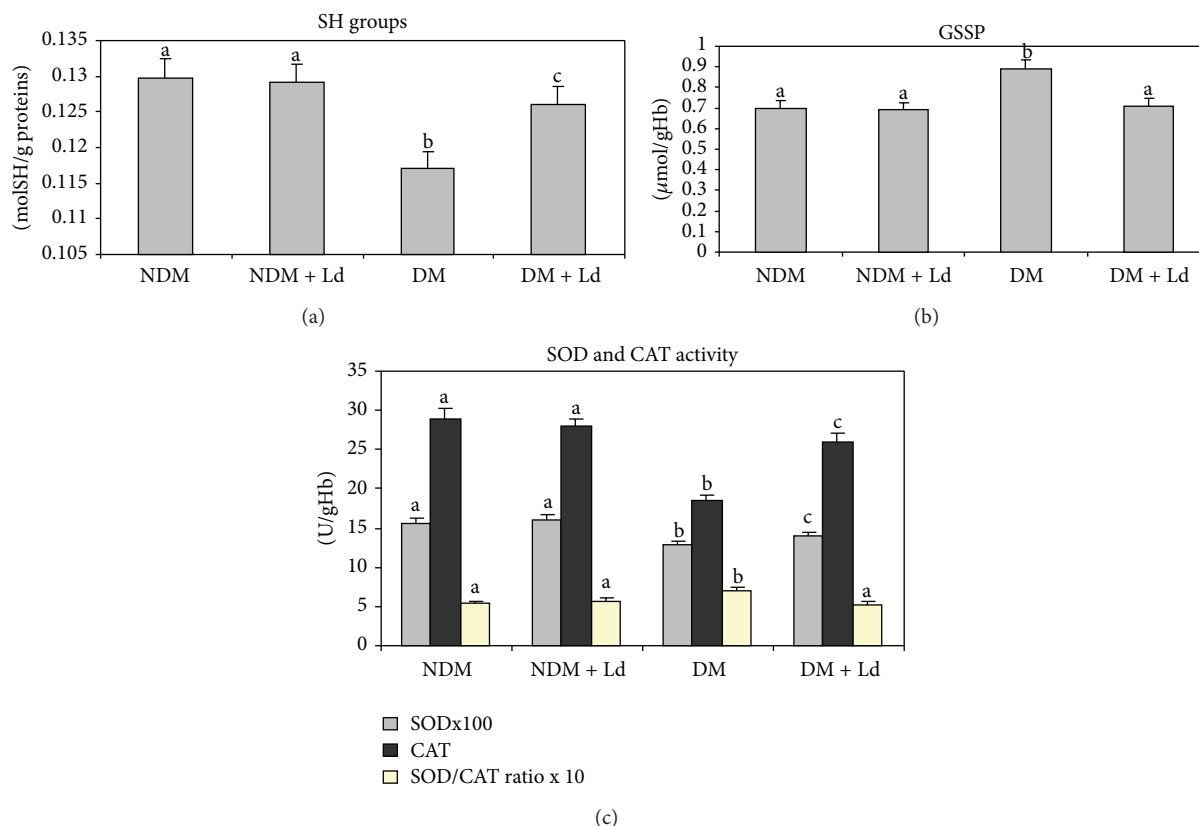 SH groups
0.135
0.13
0.125
0.12
0.115
0.11
0.105
(molSH/g proteins)
a
a
b
c
NDM
NDM + Ld
DM
DM + Ld
(a)
GSSP
1
0.9
0.8
0.7
0.6
0.5
0.4
0.3
0.2
0.1
0
(μmol/gHb)
a
a
b
a
NDM
NDM + Ld
DM
DM + Ld
(b)
SOD and CAT activity
35
30
25
20
15
10
5
0
(U/gHb)
a
a
a
a
a
a
b
b
b
c
c
a
NDM
NDM + Ld
DM
DM + Ld
SODx100
CAT
SOD/CAT ratio x 10
(c)